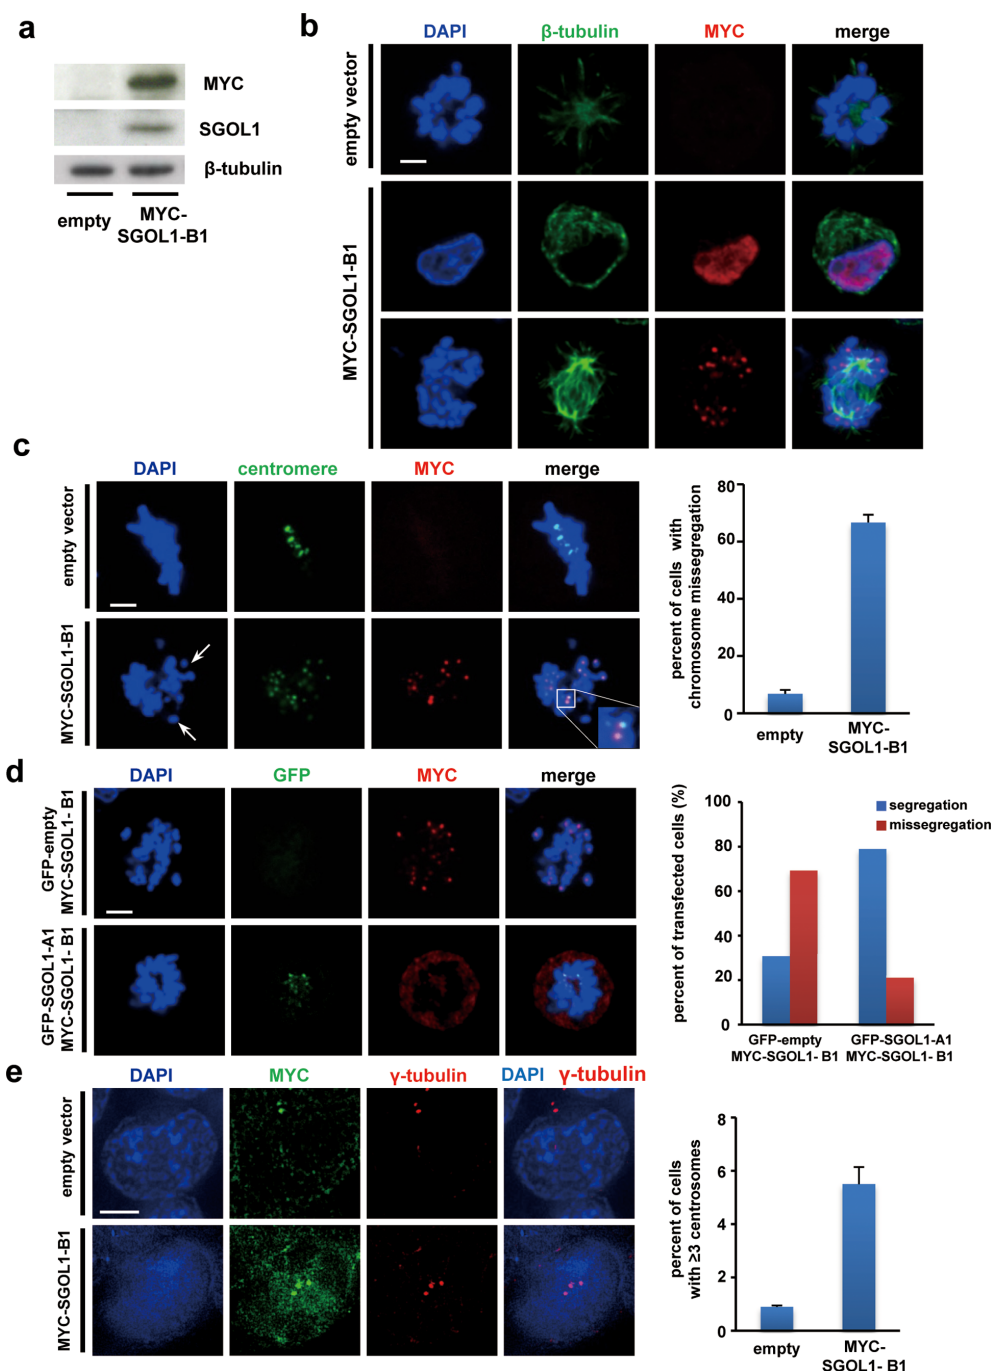 a
MYC
SGOL1
β-tubulin
empty
MYC-
SGOL1-B1
b
DAPI
β-tubulin
MYC
merge
empty vector
MYC-SGOL1-B1
c
DAPI
centromere
MYC
merge
empty vector
MYC-SGOL1-B1
percent of cells with
chromosome missegregation
80
60
40
20
0
empty
MYC-
SGOL1-B1
d
DAPI
GFP
MYC
merge
GFP-empty
MYC-SGOL1- B1
GFP-SGOL1-A1
MYC-SGOL1- B1
percent of transfected cells (%)
100
80
60
40
20
0
segregation
missegregation
GFP-empty
MYC-SGOL1- B1
GFP-SGOL1-A1
MYC-SGOL1- B1
e
DAPI
MYC
γ-tubulin
DAPI γ-tubulin
empty vector
MYC-SGOL1-B1
percent of cells
with ≥3 centrosomes
8
6
4
2
0
empty
MYC-
SGOL1- B1